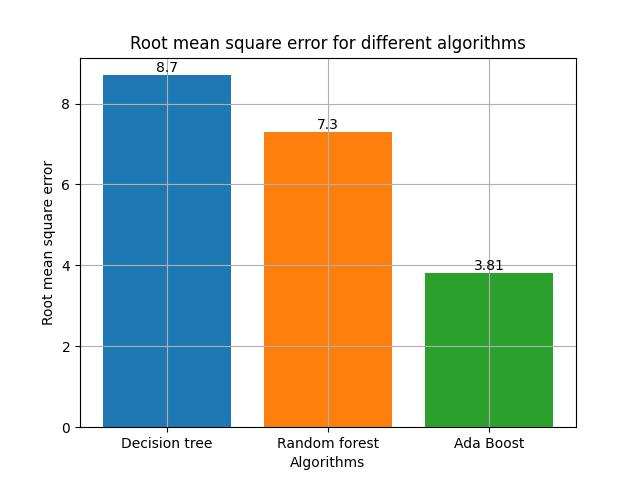 Root mean square error for different algorithms
8.7
7.3
3.81
Root mean square error
8
6
4
2
0
Decision tree
Random forest
Ada Boost
Algorithms